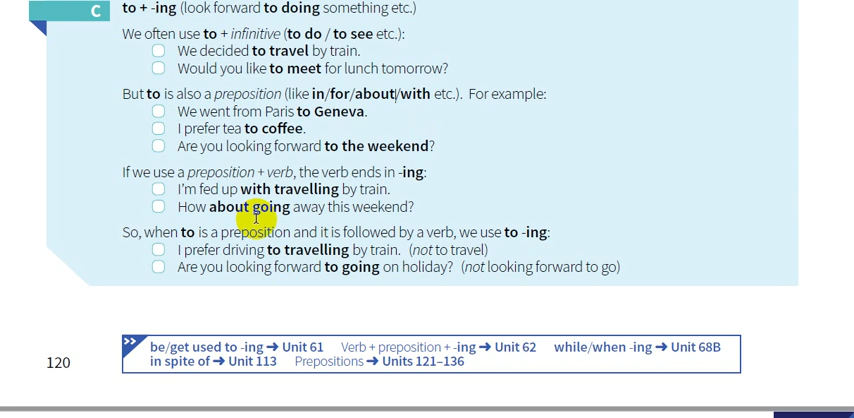 C
to + -ing (look forward to doing something etc.)
We often use to + infinitive (to do / to see etc.):
We decided to travel by train.
Would you like to meet for lunch tomorrow?
But to is also a preposition (like in/for/about/with etc.). For example:
We went from Paris to Geneva.
I prefer tea to coffee.
Are you looking forward to the weekend?
If we use a preposition + verb, the verb ends in -ing:
I'm fed up with travelling by train.
How about going away this weekend?
So, when to is a preposition and it is followed by a verb, we use to -ing:
I prefer driving to travelling by train. (not to travel)
Are you looking forward to going on holiday? (not looking forward to go)
>> be/get used to -ing ➜ Unit 61 Verb + preposition + -ing ➜ Unit 62 while/when -ing ➜ Unit 68B
in spite of ➜ Unit 113 Prepositions ➜ Units 121–136
120